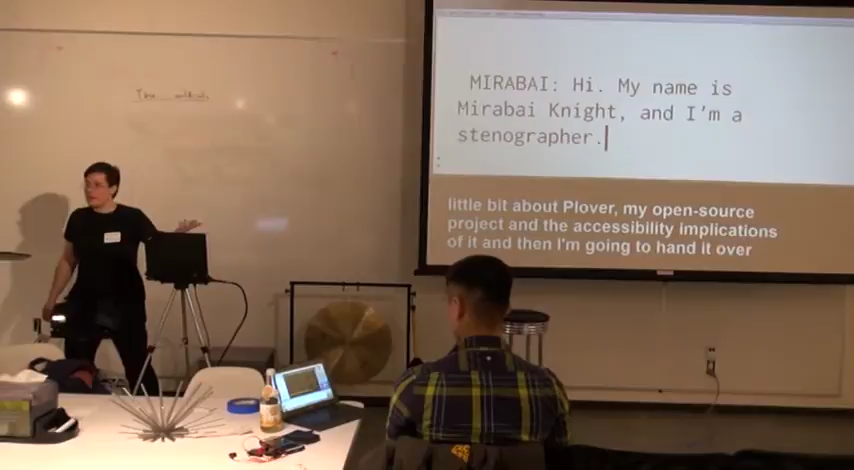 MIRABAI: Hi. My name is
Mirabai Knight, and I'm a
stenographer.
little bit about Plover, my open-source
project and the accessibility implications
of it and then I'm going to hand it over